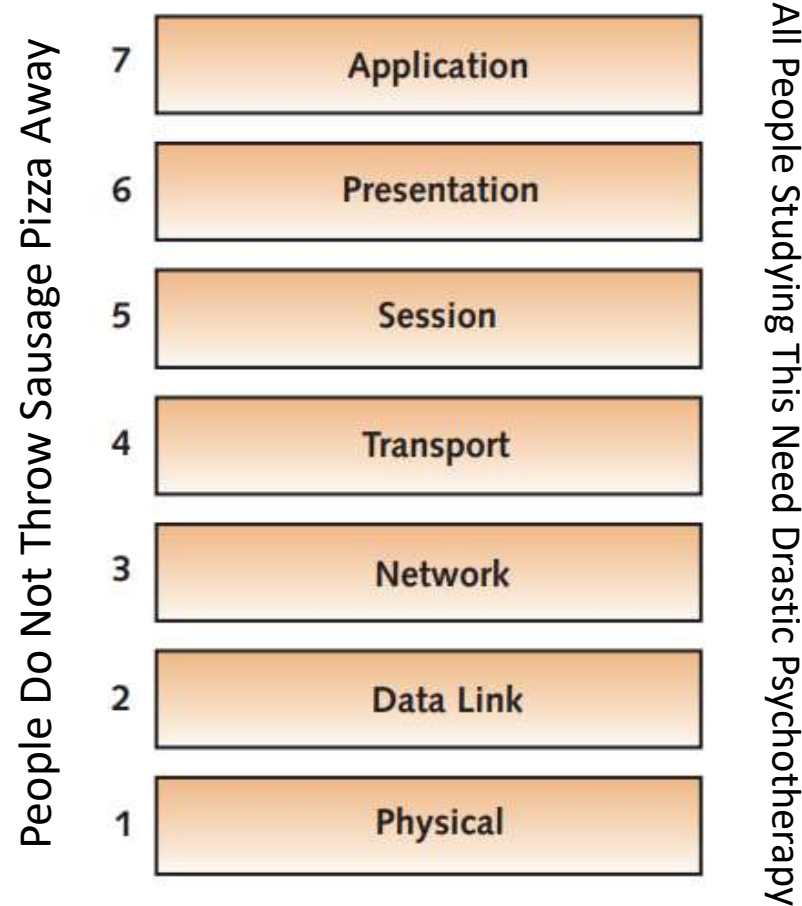 People Do Not Throw Sausage Pizza Away
7 Application
6 Presentation
5 Session
4 Transport
3 Network
2 Data Link
1 Physical
All People Studying This Need Drastic Psychotherapy